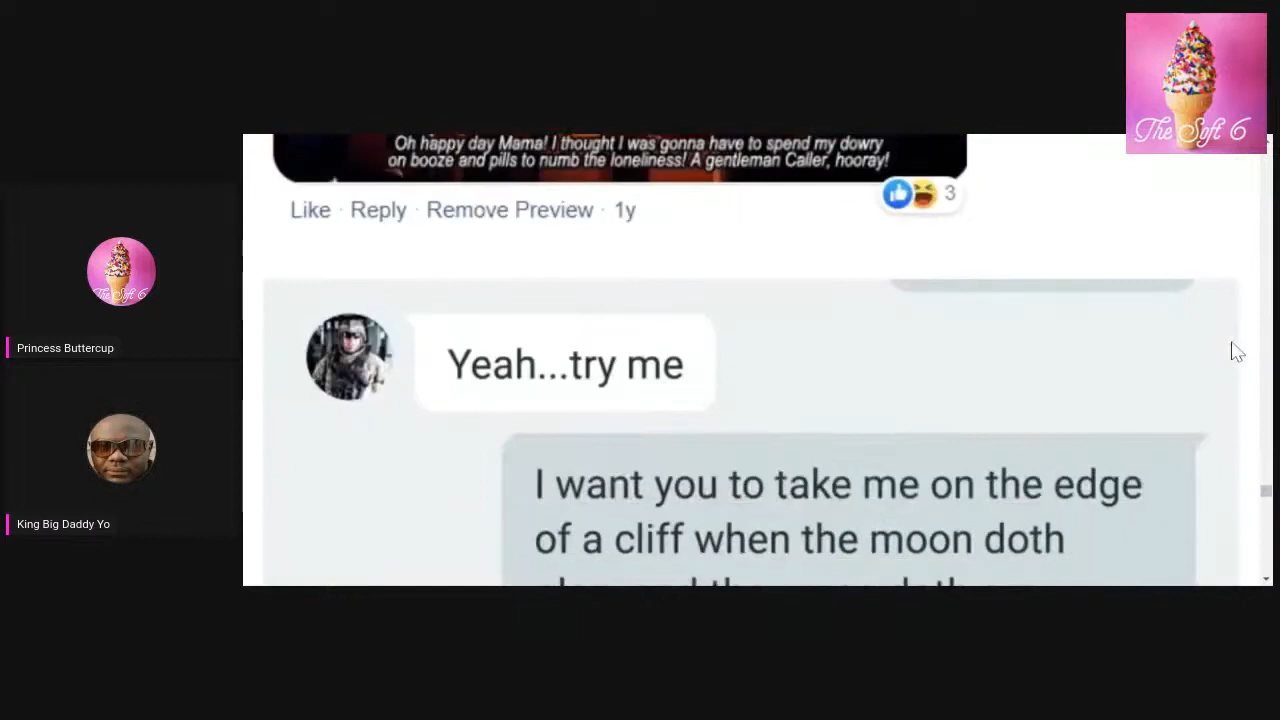 The Soft 6
Oh happy day Mama! I thought I was gonna have to spend my dowry
on booze and pills to numb the loneliness! A gentleman Caller, hooray!
Like · Reply · Remove Preview · 1y
3
Yeah...try me
I want you to take me on the edge
of a cliff when the moon doth
The Soft 6
Princess Buttercup
King Big Daddy Yo